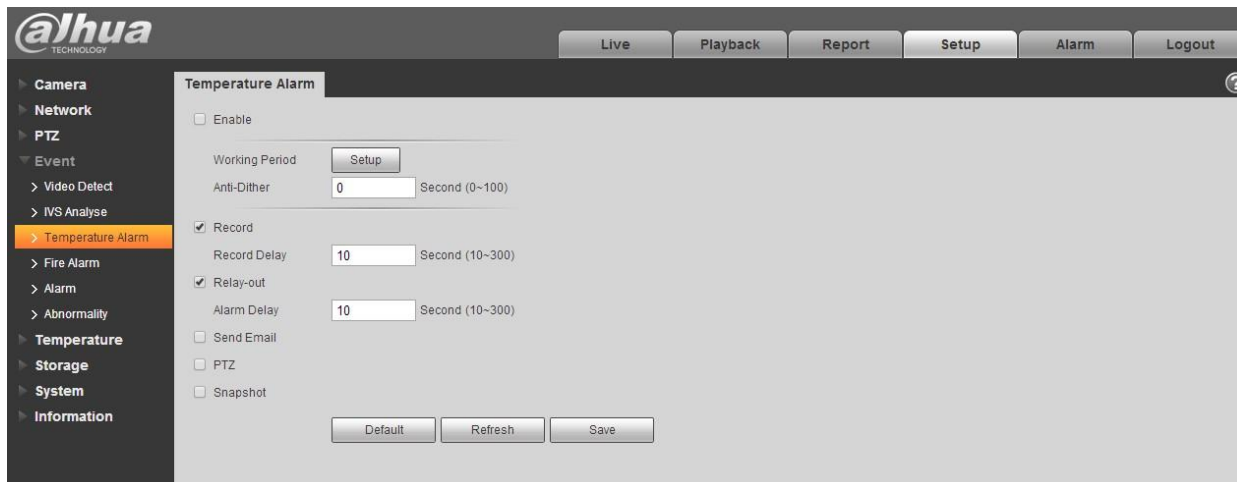 alhua
TECHNOLOGY
Live Playback Report Setup Alarm Logout
Camera
Network
PTZ
Event
Video Detect
IVS Analyse
Temperature Alarm
Fire Alarm
Alarm
Abnormality
Temperature
Storage
System
Information
Temperature Alarm
?
Enable
Working Period Setup
Anti-Dither 0 Second (0~100)
Record
Record Delay 10 Second (10~300)
Relay-out
Alarm Delay 10 Second (10~300)
Send Email
PTZ
Snapshot
Default Refresh Save